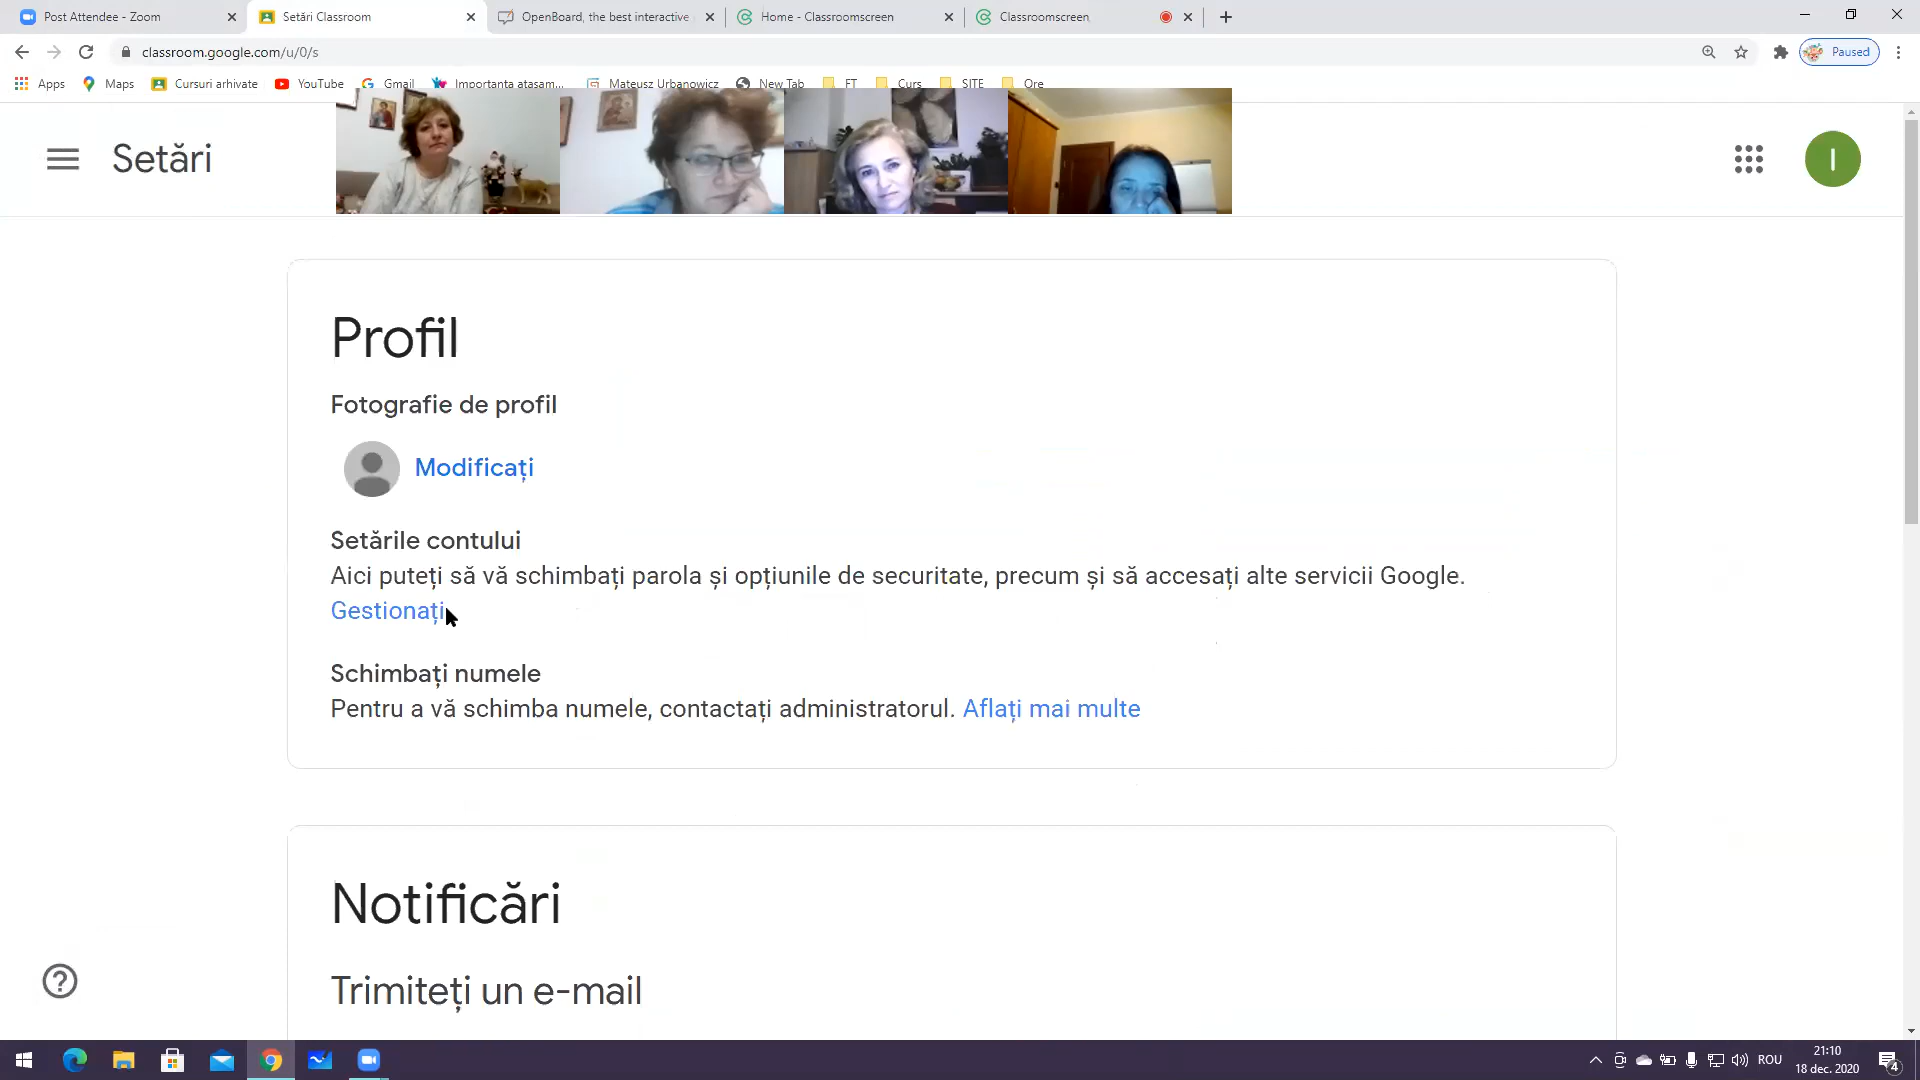 Post Attendee - Zoom
Setări Classroom
OpenBoard, the best interactive
Home - Classroomscreen
Classroomscreen
classroom.google.com/u/0/s
Paused
Apps
Maps
Cursuri arhivate
YouTube
Gmail
Importanta atasam...
Mateusz Urbanowicz
New Tab
FT
Curs
SITE
Ore
Setări
I
Profil
Fotografie de profil
Modificați
Setările contului
Aici puteți să vă schimbați parola și opțiunile de securitate, precum și să accesați alte servicii Google.
Gestionați
Schimbați numele
Pentru a vă schimba numele, contactați administratorul. Aflați mai multe
Notificări
Trimiteți un e-mail
ROU
21:10
18 dec. 2020
4